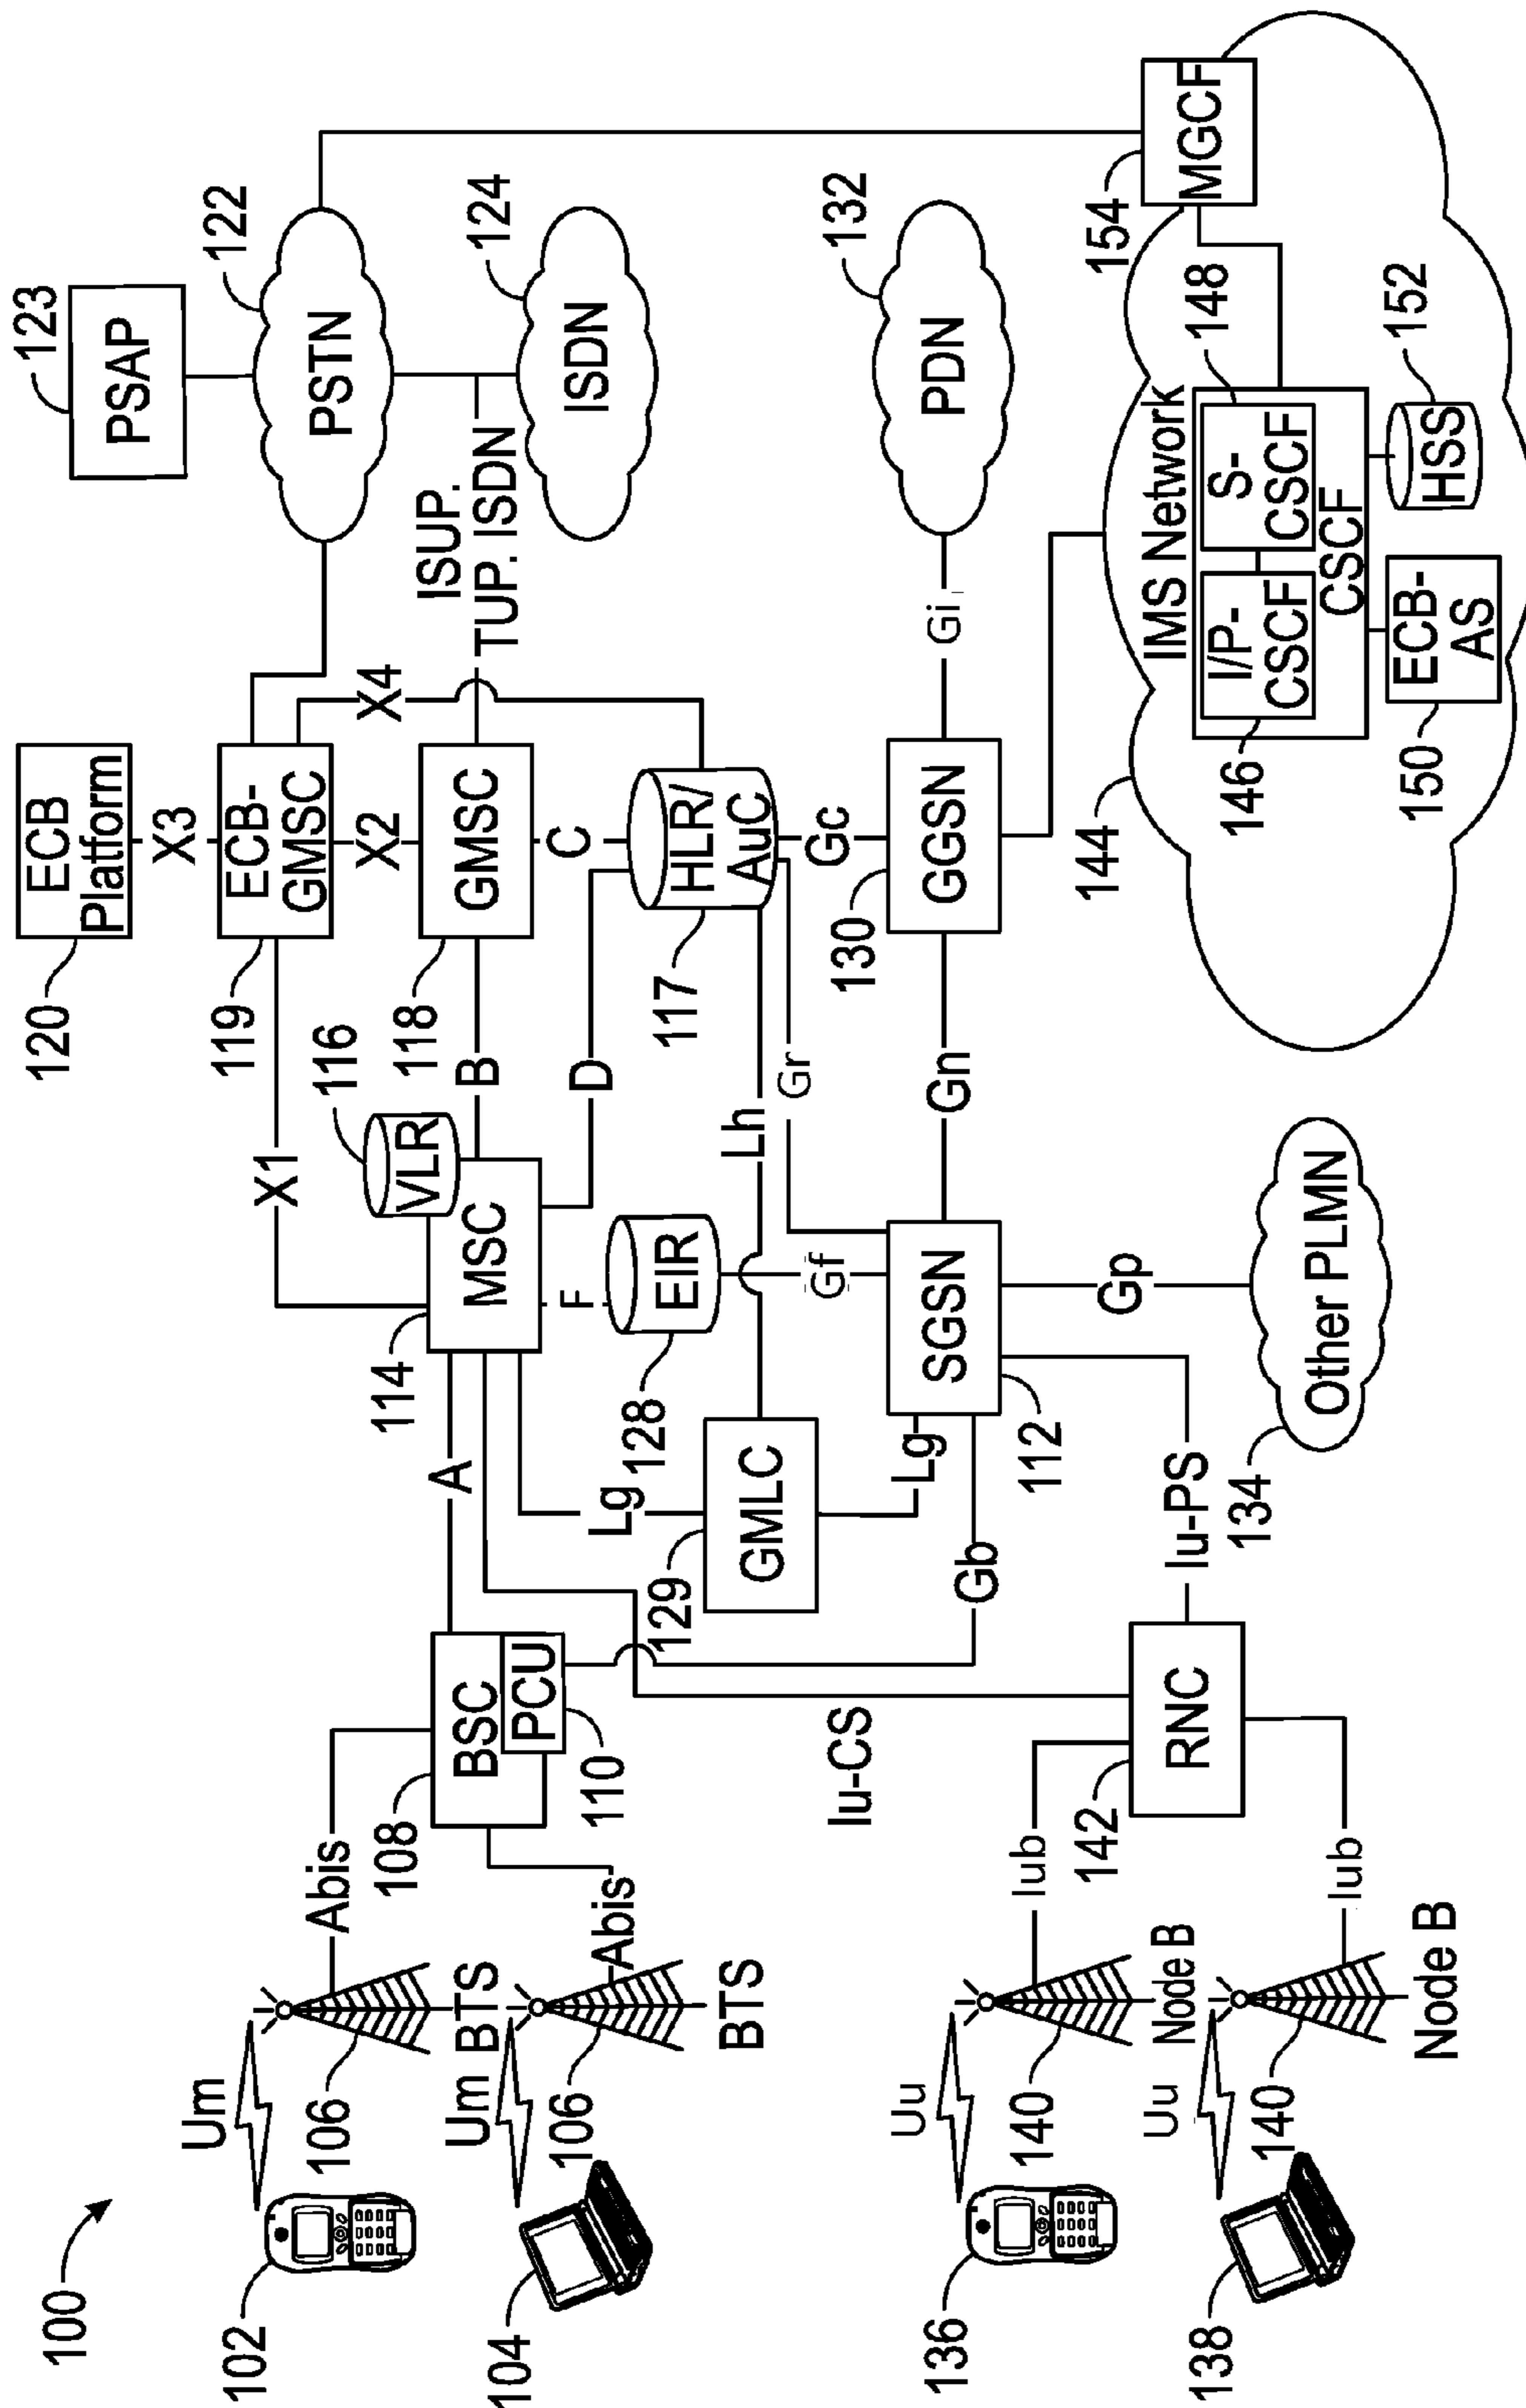 100
102
104
136
138
Um
106
BTS
Um
106
BTS
Uu
140
Node B
Uu
140
Node B
Abis
Abis
Iub
Iub
108
BSC
PCU
110
142
RNC
Iu-CS
A
Lg
129
GMLC
Lg
Gb
Iu-PS
114
MSC
116
VLR
F
128
EIR
Gf
112
SGSN
Gp
134
Other PLMN
X1
B
D
Lh
Gr
Gn
120
ECB
Platform
X3
119
ECB-
GMSC
X2
X4
118
GMSC
C
117
HLR/
AuC
Gc
130
GGSN
Gi
123
PSAP
122
PSTN
ISUP.
TUP. ISDN
124
ISDN
132
PDN
144
IMS Network
146
I/P-
CSCF
148
S-
CSCF
CSCF
150
ECB-
AS
152
HSS
154
MGCF